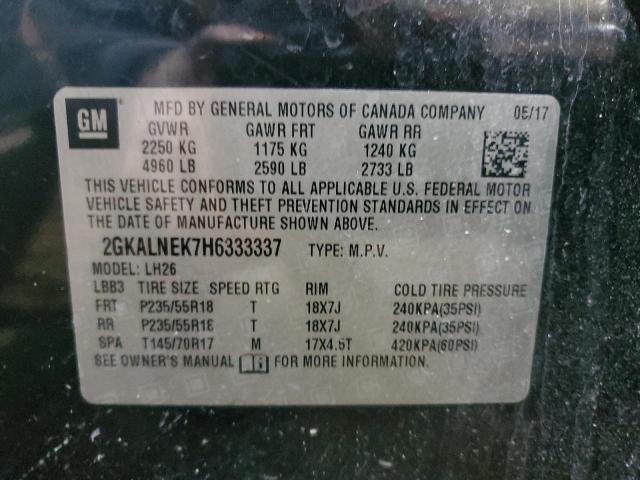 GM
MFD BY GENERAL MOTORS OF CANADA COMPANY 05/17
GVWR GAWR FRT GAWR RR
2250 KG 1175 KG 1240 KG
4960 LB 2590 LB 2733 LB
THIS VEHICLE CONFORMS TO ALL APPLICABLE U.S. FEDERAL MOTOR
VEHICLE SAFETY AND THEFT PREVENTION STANDARDS IN EFFECT ON
THE DATE OF MANUFACTURE SHOWN ABOVE.
2GKALNEK7H6333337 TYPE: M.P.V.
MODEL: LH26
LBB3 TIRE SIZE SPEED RTG RIM COLD TIRE PRESSURE
FRT P235/55R18 T 18X7J 240KPA(35PSI)
RR P235/55R18 T 18X7J 240KPA(35PSI)
SPA T145/70R17 M 17X4.5T 420KPA(60PSI)
SEE OWNER'S MANUAL FOR MORE INFORMATION.